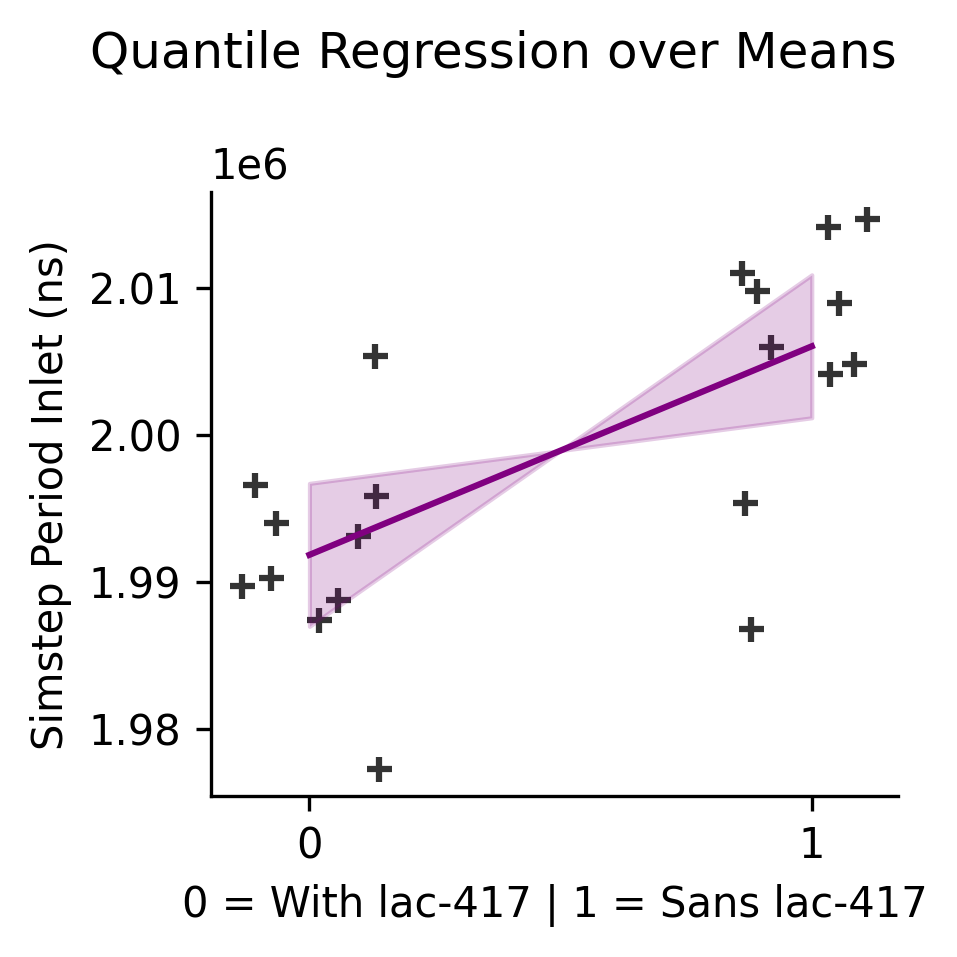 Quantile Regression over Means
1e6
Simstep Period Inlet (ns)
2.01
2.00
1.99
1.98
0 1
0 = With lac-417 | 1 = Sans lac-417